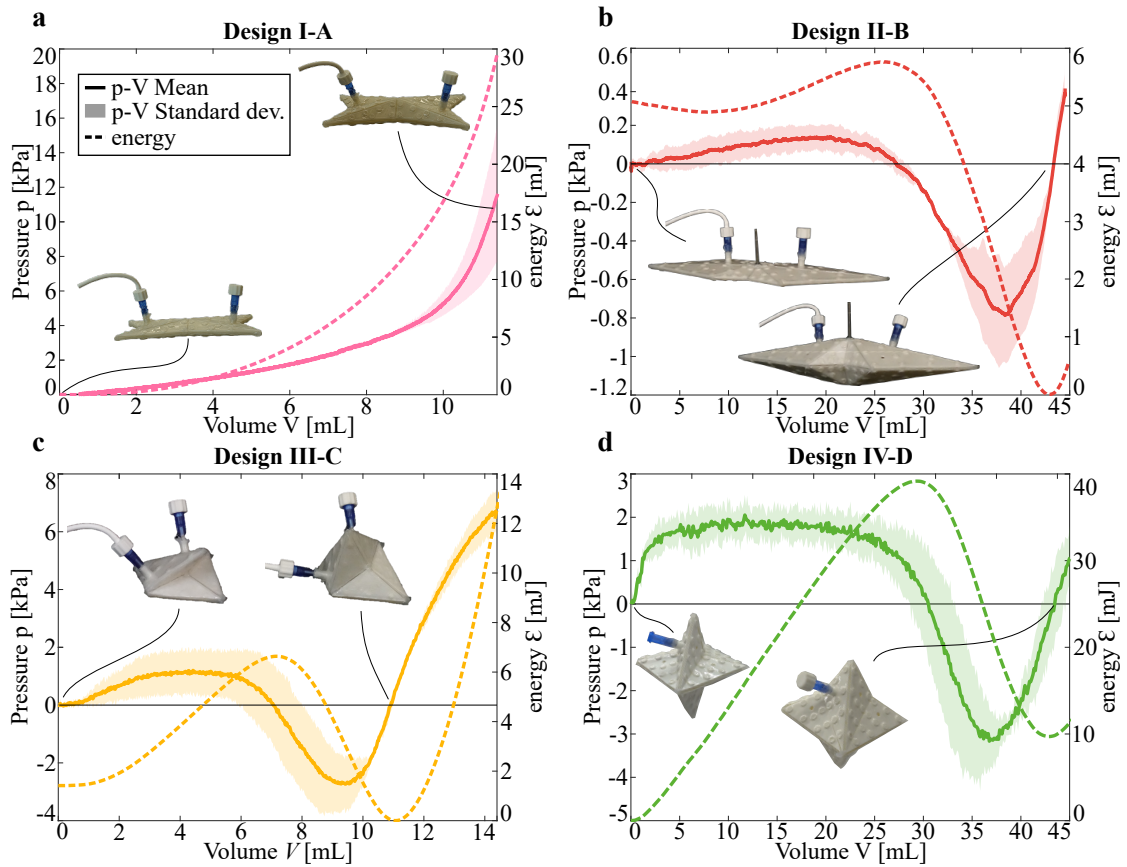 a
Design I-A
20
18
16
14
12
10
8
6
4
2
0
Pressure p [kPa]
p-V Mean
p-V Standard dev.
energy
30
25
20
15
10
5
0
energy Ɛ [mJ]
0 2 4 6 8 10
Volume V [mL]
b
Design II-B
0.6
0.4
0.2
0
-0.2
-0.4
-0.6
-0.8
-1
-1.2
Pressure p [kPa]
6
5
4
3
2
1
0
energy Ɛ [mJ]
0 5 10 15 20 25 30 35 40 45
Volume V [mL]
c
Design III-C
8
6
4
2
0
-2
-4
Pressure p [kPa]
14
12
10
8
6
4
2
0
energy Ɛ [mJ]
0 2 4 6 8 10 12 14
Volume V [mL]
d
Design IV-D
3
2
1
0
-1
-2
-3
-4
-5
Pressure p [kPa]
40
30
20
10
0
energy Ɛ [mJ]
0 5 10 15 20 25 30 35 40 45
Volume V [mL]